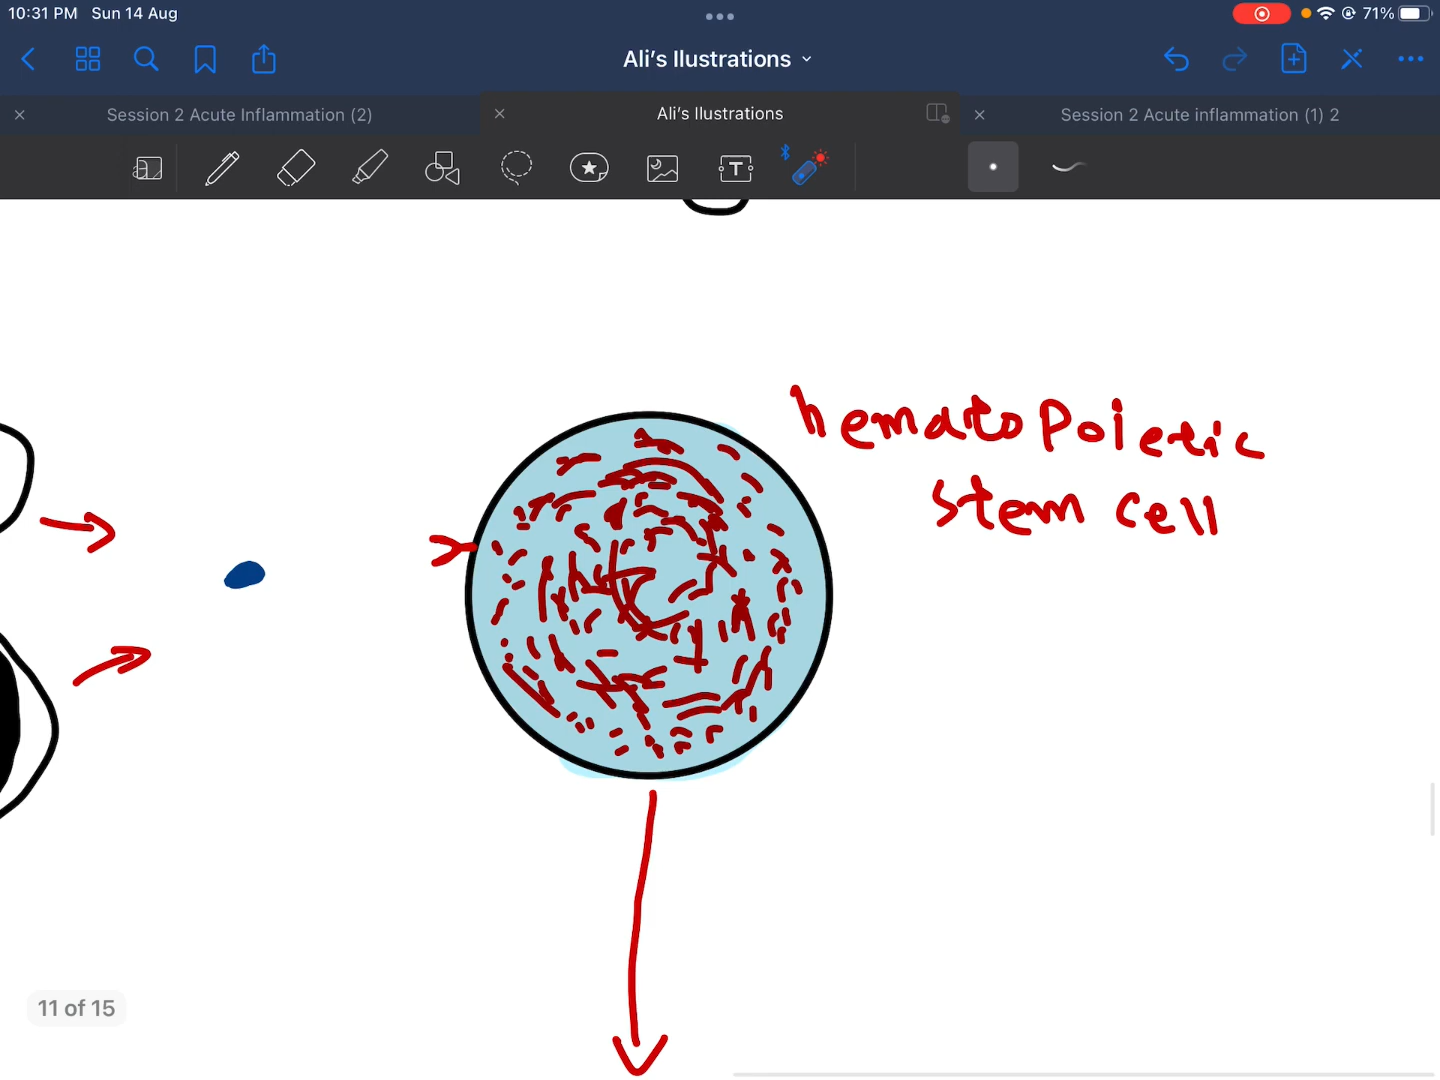 10:31 PM Sun 14 Aug
71%
Ali's Ilustrations
Session 2 Acute Inflammation (2)
Ali's Ilustrations
Session 2 Acute inflammation (1) 2
hematopoietic
stem cell
11 of 15